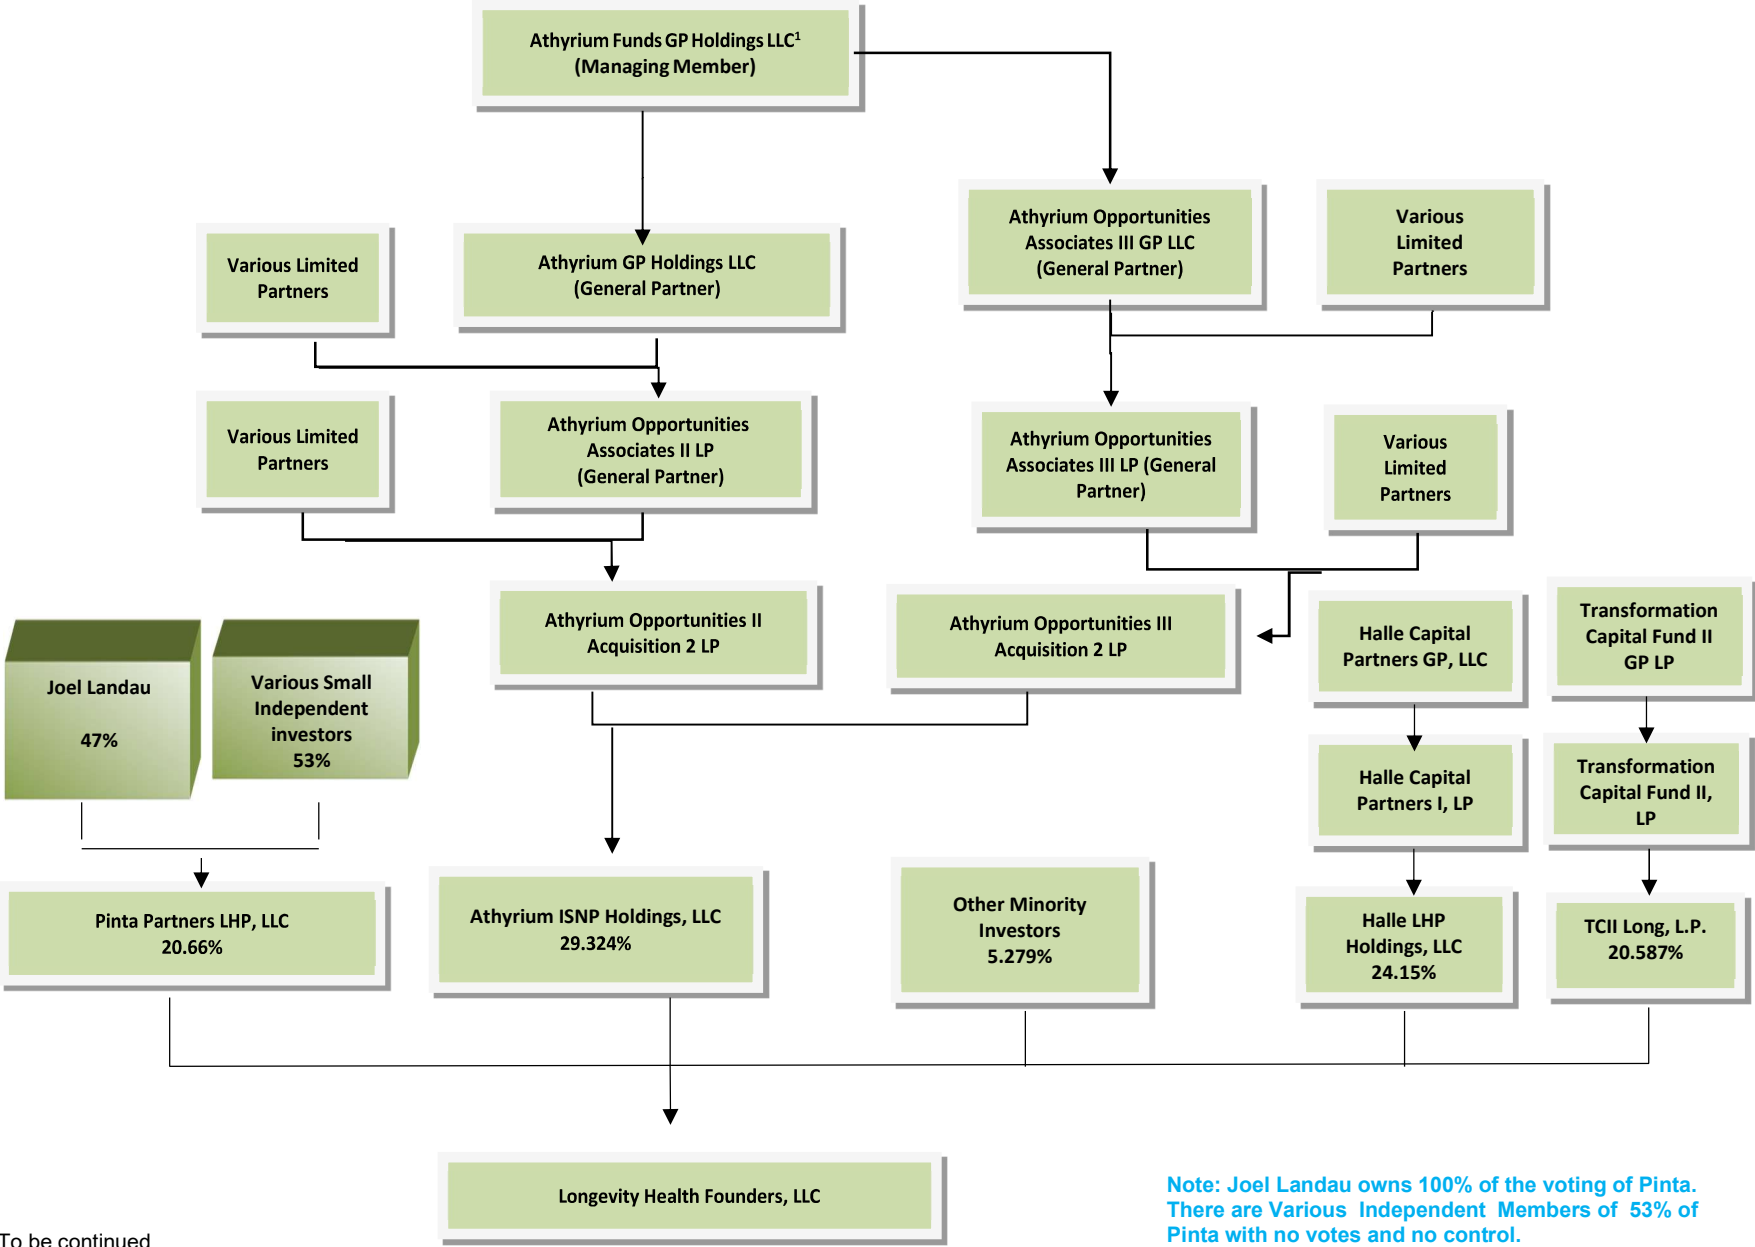 Athyrium Funds GP Holdings LLC¹
(Managing Member)
Athyrium Opportunities
Associates III GP LLC
(General Partner)
Various
Limited
Partners
Various Limited
Partners
Athyrium GP Holdings LLC
(General Partner)
Various Limited
Partners
Athyrium Opportunities
Associates II LP
(General Partner)
Athyrium Opportunities
Associates III LP (General
Partner)
Various
Limited
Partners
Joel Landau
47%
Various Small
Independent
investors
53%
Athyrium Opportunities II
Acquisition 2 LP
Athyrium Opportunities III
Acquisition 2 LP
Halle Capital
Partners GP, LLC
Transformation
Capital Fund II
GP LP
Halle Capital
Partners I, LP
Transformation
Capital Fund II,
LP
Pinta Partners LHP, LLC
20.66%
Athyrium ISNP Holdings, LLC
29.324%
Other Minority
Investors
5.279%
Halle LHP
Holdings, LLC
24.15%
TCII Long, L.P.
20.587%
Longevity Health Founders, LLC
Note: Joel Landau owns 100% of the voting of Pinta.
There are Various Independent Members of 53% of
Pinta with no votes and no control.
To be continued